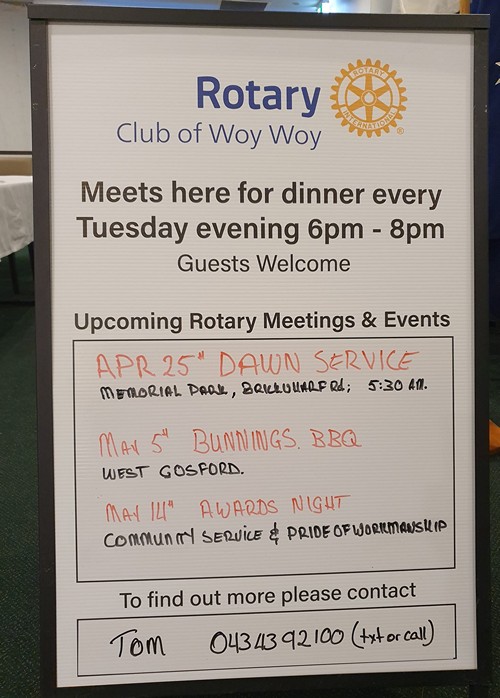 Rotary
Club of Woy Woy
ROTARY
INTERNATIONAL
Meets here for dinner every
Tuesday evening 6pm - 8pm
Guests Welcome
Upcoming Rotary Meetings & Events
APR 25" DAWN SERVICE
MEMORIAL PARK, BRICKWHARF Rd; 5:30 AM.
MAY 5" BUNNINGS. BBQ
WEST GOSFORD.
MAY 14" AWARDS NIGHT
COMMUNITY SERVICE & PRIDE OF WORKMANSHIP
To find out more please contact
Tom 0434392100 (txt or call)